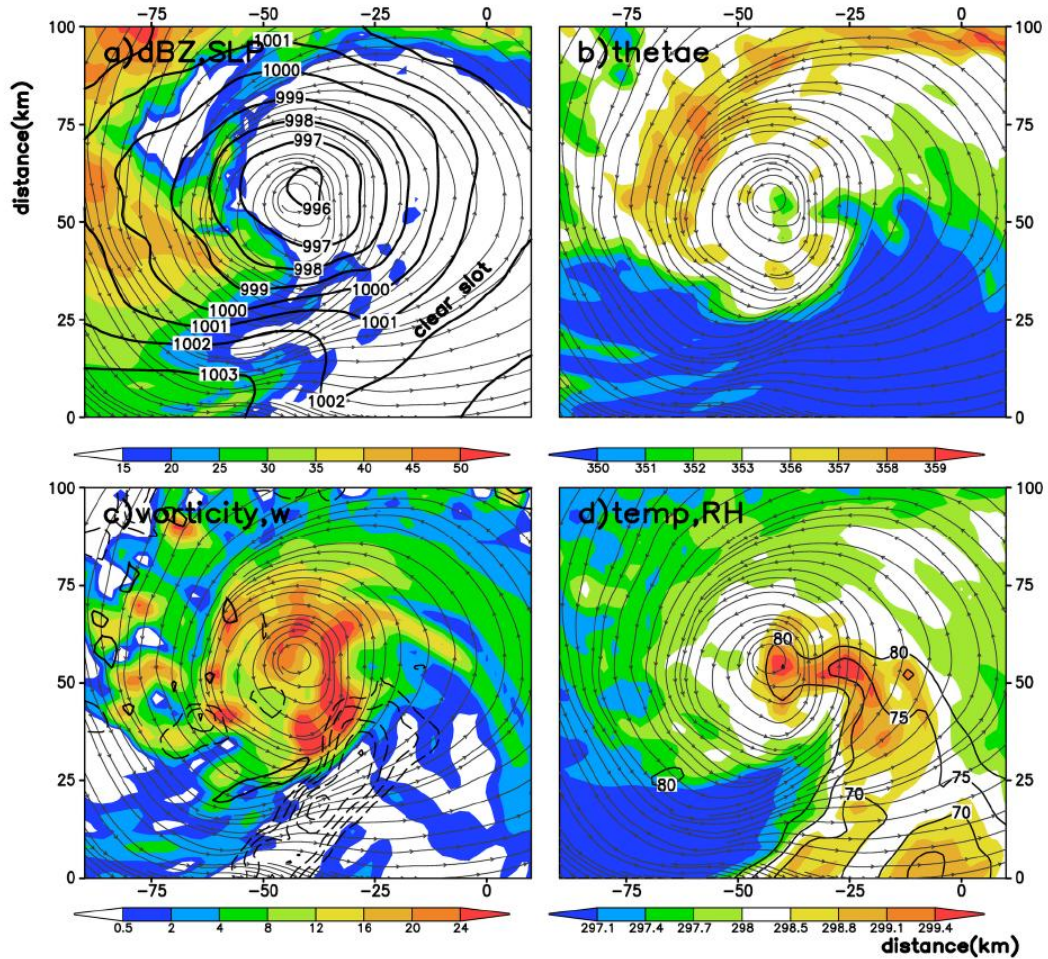 −75 −50 −25 0 −75 −50 −25 0
100 a)dBZ,SLP 1001 b)thetae 100
1000
999
998
75 997 75
distance(km)
50 996 50
997
998
999 1000
1000
25 1001 1001 clear slot 25
1002
1003
0 1002 0
15 20 25 30 35 40 45 50 350 351 352 353 356 357 358 359
100 c)vorticity,w d)temp,RH 100
75 75
80 80
50 50
75
25 80 75 25
70 70
0 0
−75 −50 −25 0 −75 −50 −25 0
0.5 2 4 8 12 16 20 24 297.1 297.4 297.7 298 298.5 298.8 299.1 299.4
distance(km)